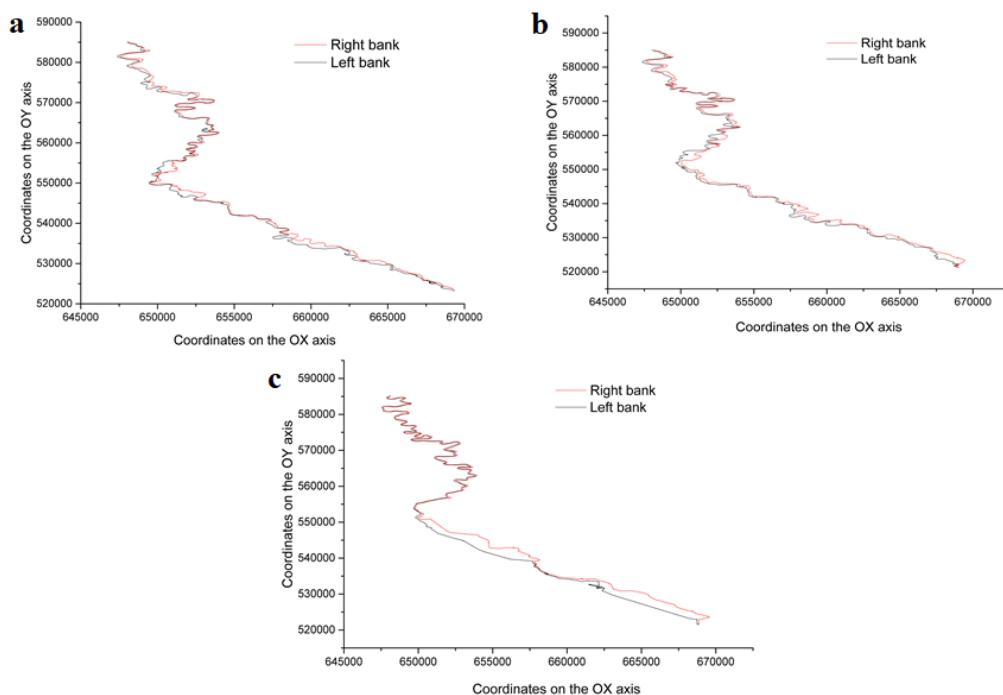 a
590000
580000
570000
560000
550000
540000
530000
520000
645000 650000 655000 660000 665000 670000
Coordinates on the OY axis
Coordinates on the OX axis
Right bank
Left bank
b
590000
580000
570000
560000
550000
540000
530000
520000
645000 650000 655000 660000 665000 670000
Coordinates on the OY axis
Coordinates on the OX axis
Right bank
Left bank
c
590000
580000
570000
560000
550000
540000
530000
520000
645000 650000 655000 660000 665000 670000
Coordinates on the OY axis
Coordinates on the OX axis
Right bank
Left bank